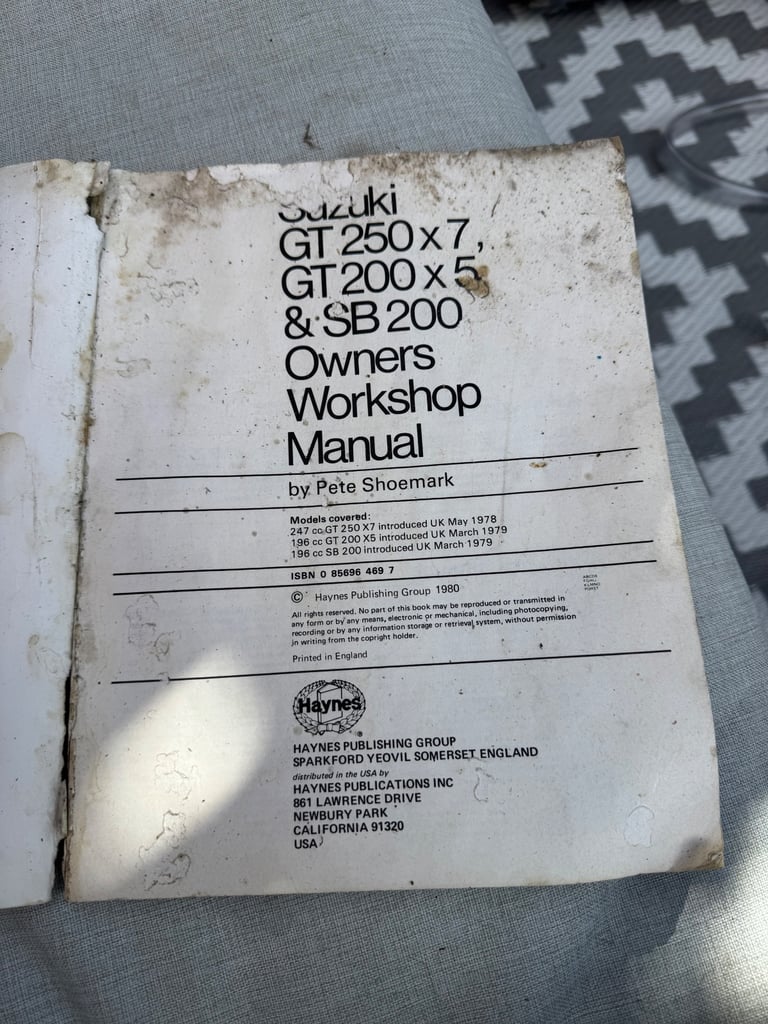 Suzuki
GT 250 x 7,
GT 200 x 5
& SB 200
Owners
Workshop
Manual
by Pete Shoemark
Models covered:
247 cc GT 250 X7 introduced UK May 1978
196 cc GT 200 X5 introduced UK March 1979
196 cc SB 200 introduced UK March 1979
ISBN 0 85696 469 7
© Haynes Publishing Group 1980
All rights reserved. No part of this book may be reproduced or transmitted in
any form or by any means, electronic or mechanical, including photocopying,
recording or by any information storage or retrieval system, without permission
in writing from the copright holder.
Printed in England
Haynes
HAYNES PUBLISHING GROUP
SPARKFORD YEOVIL SOMERSET ENGLAND
distributed in the USA by
HAYNES PUBLICATIONS INC
861 LAWRENCE DRIVE
NEWBURY PARK
CALIFORNIA 91320
USA